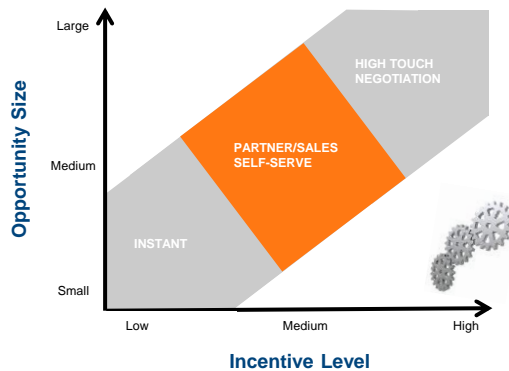 Large
HIGH TOUCH
NEGOTIATION
Opportunity Size
PARTNER/SALES
SELF-SERVE
Medium
INSTANT
Small
Low
Medium
High
Incentive Level